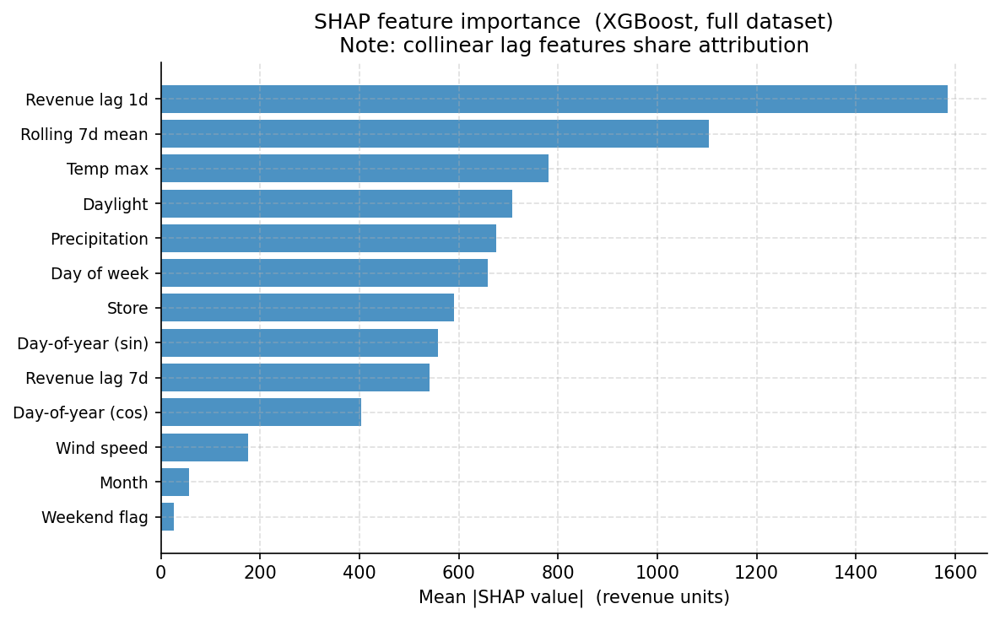 SHAP feature importance  (XGBoost, full dataset)
Note: collinear lag features share attribution
Revenue lag 1d
Rolling 7d mean
Temp max
Daylight
Precipitation
Day of week
Store
Day-of-year (sin)
Revenue lag 7d
Day-of-year (cos)
Wind speed
Month
Weekend flag
0 200 400 600 800 1000 1200 1400 1600
Mean |SHAP value|  (revenue units)